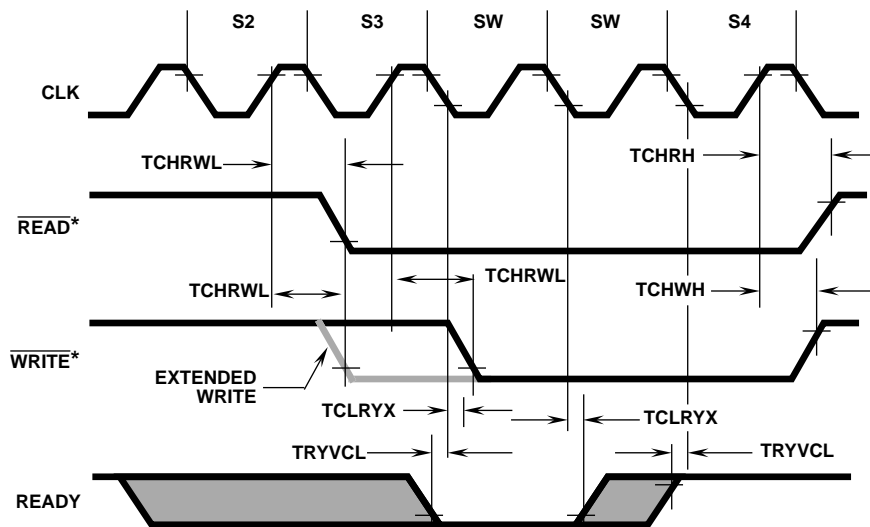 S2 S3 SW SW S4
CLK
TCHRWL TCHRH
READ*
TCHRWL TCHRWL TCHWH
WRITE*
EXTENDED
WRITE
TCLRYX TCLRYX
TRYVCL TRYVCL
READY